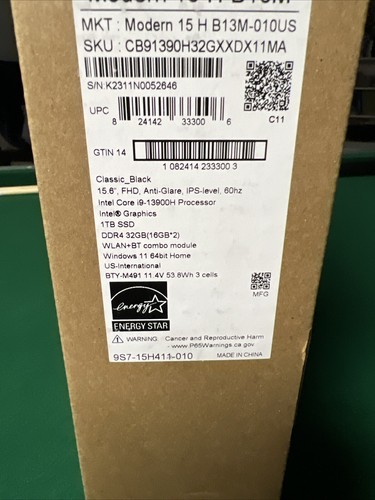 Modern 15 H B13M
MKT : Modern 15 H B13M-010US
SKU : CB91390H32GXXDX11MA
S/N:K2311N0052646
UPC
8 24142 33300 6
C11
GTIN 14
1 082414 233300 3
Classic_Black
15.6", FHD, Anti-Glare, IPS-level, 60hz
Intel Core i9-13900H Processor
Intel® Graphics
1TB SSD
DDR4 32GB(16GB*2)
WLAN+BT combo module
Windows 11 64bit Home
US-International
BTY-M491 11.4V 53.8Wh 3 cells
MFG
energy
ENERGY STAR
WARNING: Cancer and Reproductive Harm
- www.P65Warnings.ca.gov
9S7-15H411-010 MADE IN CHINA